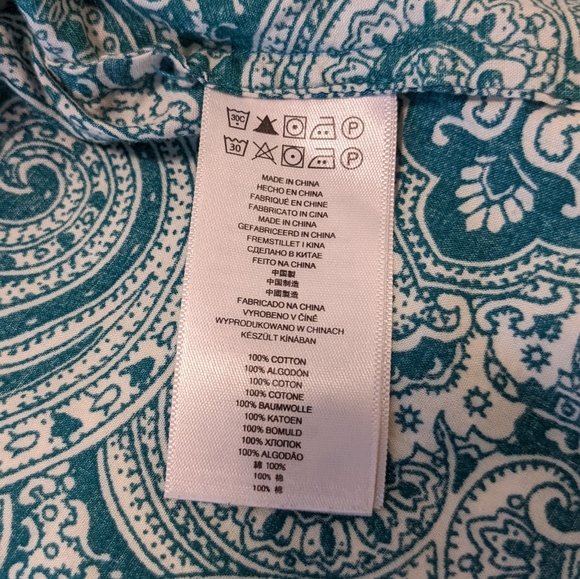 30C P
30 P
MADE IN CHINA
HECHO EN CHINA
FABRIQUÉ EN CHINE
FABBRICATO IN CINA
MADE IN CHINA
GEFABRICEERD IN CHINA
FREMSTILLET I KINA
СДЕЛАНО В КИТАЕ
FEITO NA CHINA
中国製
中国制造
中國製造
FABRICADO NA CHINA
VYROBENO V ČÍNĚ
WYPRODUKOWANO W CHINACH
KÉSZÜLT KÍNÁBAN
100% COTTON
100% ALGODÓN
100% COTON
100% COTONE
100% BAUMWOLLE
100% KATOEN
100% BOMULD
100% ХЛОПОК
100% ALGODÃO
綿 100%
100% 棉
100% 棉